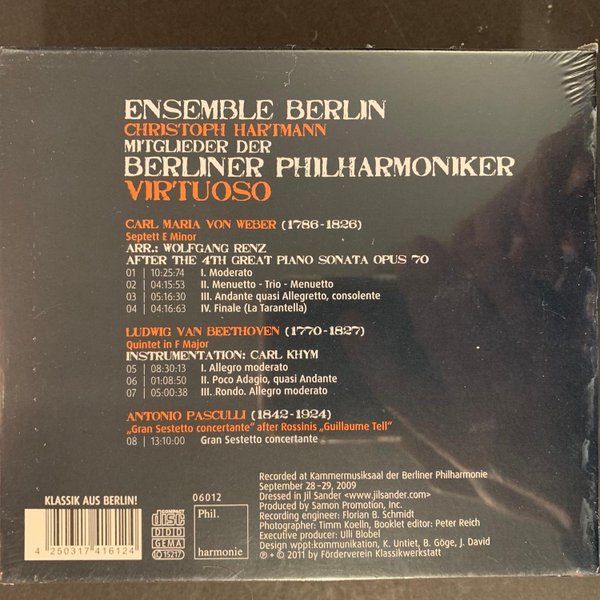 ENSEMBLE BERLIN
CHRISTOPH HARTMANN
MITGLIEDER DER
BERLINER PHILHARMONIKER
VIRTUOSO
CARL MARIA VON WEBER (1786-1826)
Septett E Minor
ARR.: WOLFGANG RENZ
AFTER THE 4TH GREAT PIANO SONATA OPUS 70
01 | 10:25:74 I. Moderato
02 | 04:15:53 II. Menuetto - Trio - Menuetto
03 | 05:16:30 III. Andante quasi Allegretto, consolente
04 | 04:16:63 IV. Finale (La Tarantella)
LUDWIG VAN BEETHOVEN (1770-1827)
Quintet in F Major
INSTRUMENTATION: CARL KHYM
05 | 08:30:13 I. Allegro moderato
06 | 01:08:50 II. Poco Adagio, quasi Andante
07 | 05:00:38 III. Rondo. Allegro moderato
ANTONIO PASCULLI (1842-1924)
„Gran Sestetto concertante“ after Rossinis „Guillaume Tell“
08 | 13:10:00 Gran Sestetto concertante
Recorded at Kammermusiksaal der Berliner Philharmonie
September 28-29, 2009
Dressed in Jil Sander <www.jilsander.com>
Produced by Samon Promotion, Inc.
Recording engineer: Florian B. Schmidt
Photographer: Timm Koelln, Booklet editor: Peter Reich
Executive producer: Ulli Blobel
Design wppt:kommunikation, K. Untiet, B. Göge, J. David
℗ + © 2011 by Förderverein Klassikwerkstatt
KLASSIK AUS BERLIN!
4 250317 416124
COMPACT
disc
DIGITAL AUDIO
D D D
GEMA
LC 15217
06012
Phil.
harmonie